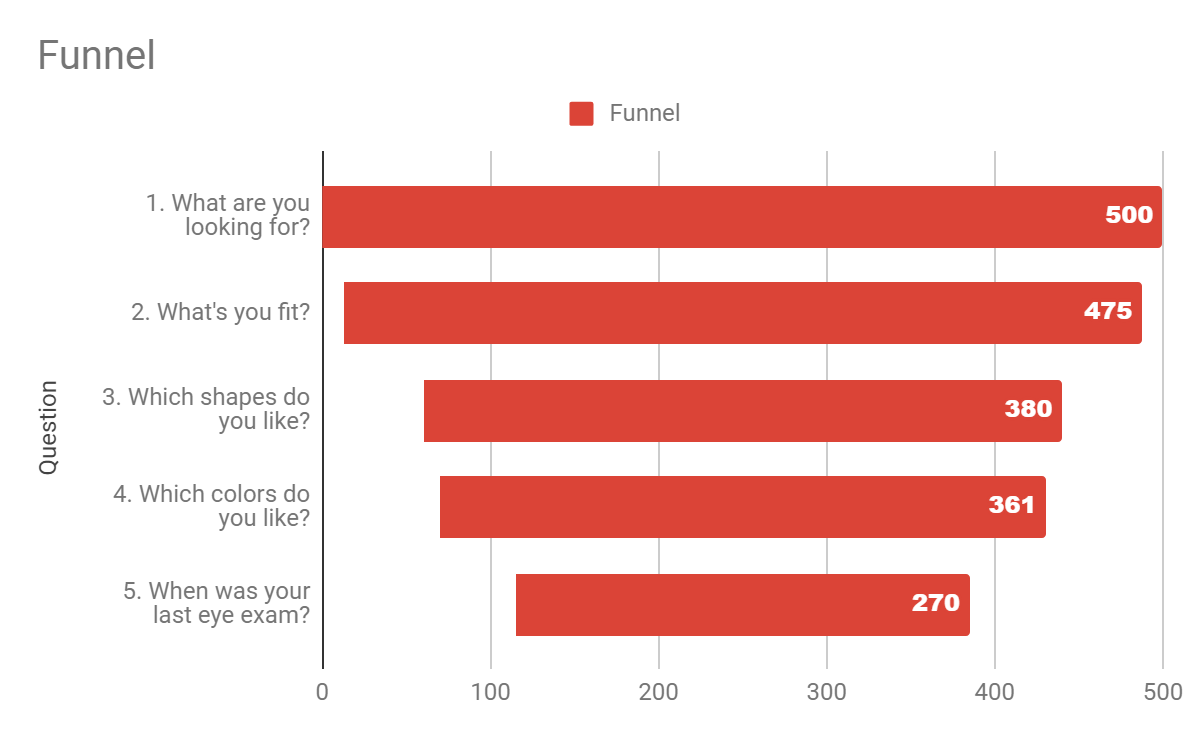 Funnel
Funnel
1. What are you
looking for?
500
2. What's you fit?
475
3. Which shapes do
you like?
380
4. Which colors do
you like?
361
5. When was your
last eye exam?
270
Question
0 100 200 300 400 500